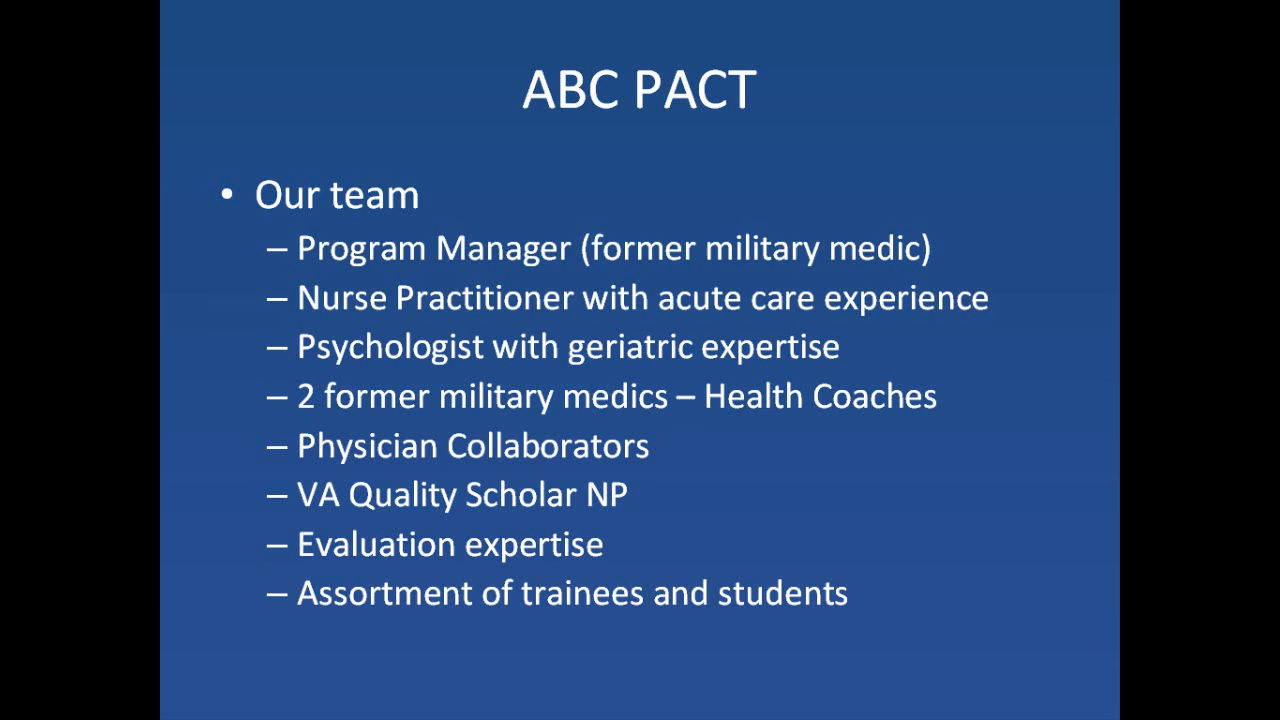 ABC PACT
• Our team
– Program Manager (former military medic)
– Nurse Practitioner with acute care experience
– Psychologist with geriatric expertise
– 2 former military medics – Health Coaches
– Physician Collaborators
– VA Quality Scholar NP
– Evaluation expertise
– Assortment of trainees and students